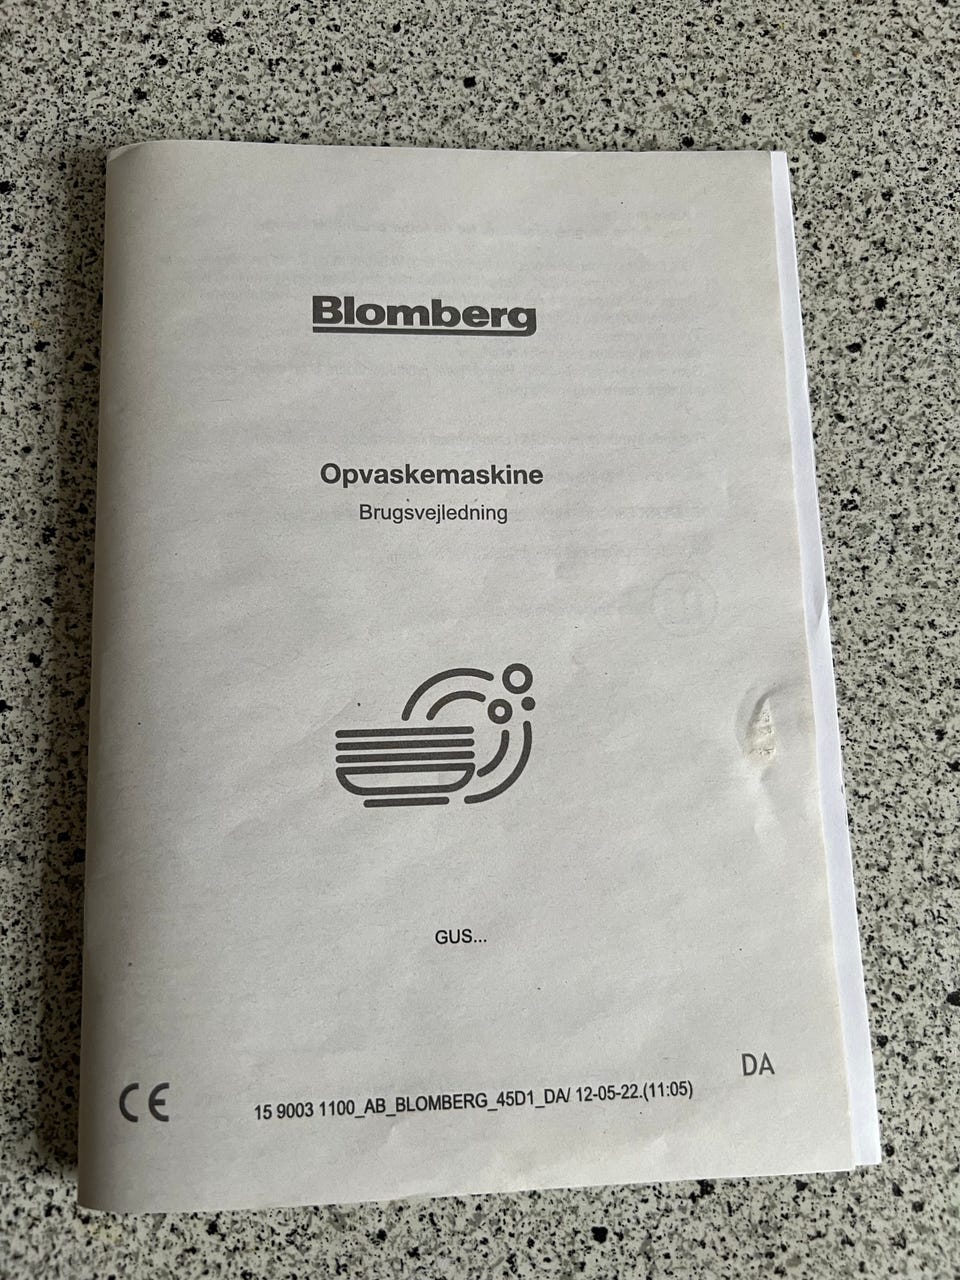 Blomberg
Opvaskemaskine
Brugsvejledning
GUS...
DA
CE
15 9003 1100_AB_BLOMBERG_45D1_DA/ 12-05-22.(11:05)